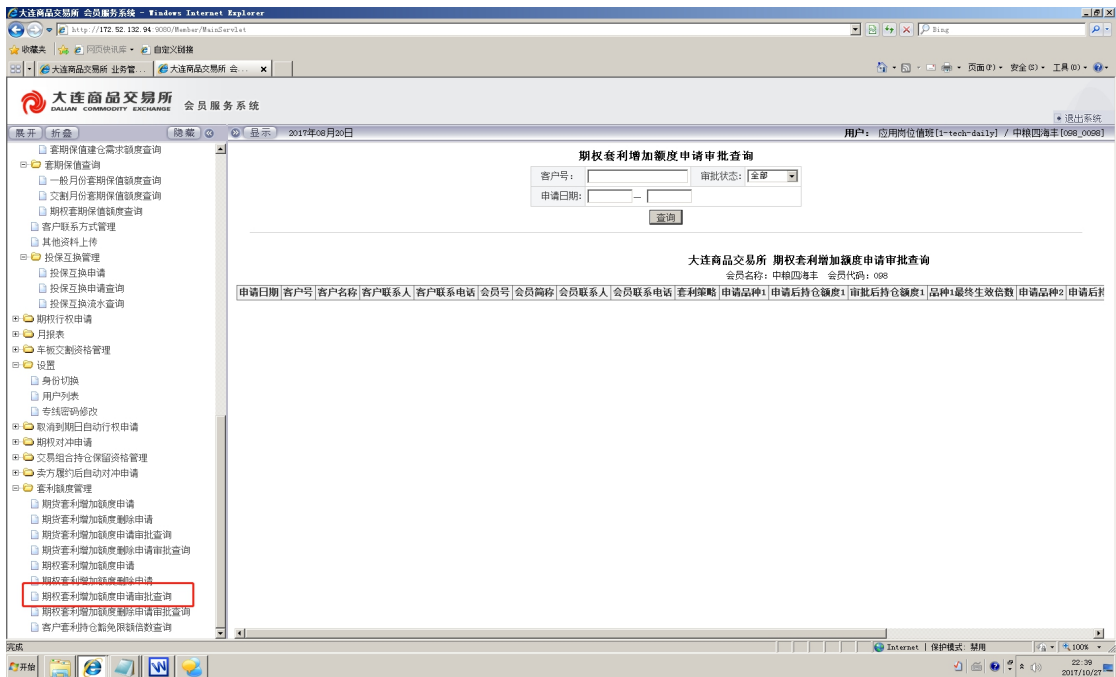 大连商品交易所 会员服务系统 - Windows Internet Explorer
http://172.52.132.94:9080/Member/MainServlet
Bing
收藏夹 网页快讯库 自定义链接
大连商品交易所 业务管... 大连商品交易所 会... x
页面(P) 安全(S) 工具(O)
大连商品交易所 会员服务系统
DALIAN COMMODITY EXCHANGE
退出系统
展开 折叠 隐藏 显示 2017年08月20日 用户: 应用岗位值班[1-tech-daily] / 中粮四海丰[098_0098]
套期保值建仓需求额度查询
套期保值查询
一般月份套期保值额度查询
交割月份套期保值额度查询
期权套期保值额度查询
客户联系方式管理
其他资料上传
投保互换管理
投保互换申请
投保互换申请查询
投保互换流水查询
期权行权申请
月报表
车板交割资格管理
设置
身份切换
用户列表
专线密码修改
取消到期日自动行权申请
期权对冲申请
交易组合持仓保留资格管理
卖方履约后自动对冲申请
套利额度管理
期货套利增加额度申请
期货套利增加额度删除申请
期货套利增加额度申请审批查询
期货套利增加额度删除申请审批查询
期权套利增加额度申请
期权套利增加额度删除申请
期权套利增加额度申请审批查询
期权套利增加额度删除申请审批查询
客户套利持仓豁免限额倍数查询
期权套利增加额度申请审批查询
客户号: 审批状态: 全部
申请日期: —
查询
大连商品交易所 期权套利增加额度申请审批查询
会员名称: 中粮四海丰 会员代码: 098
申请日期 客户号 客户名称 客户联系人 客户联系电话 会员号 会员简称 会员联系人 会员联系电话 套利策略 申请品种1 申请后持仓额度1 审批后持仓额度1 品种1最终生效倍数 申请品种2 申请后持
完成 Internet | 保护模式: 禁用 100%
开始 22:39
2017/10/27